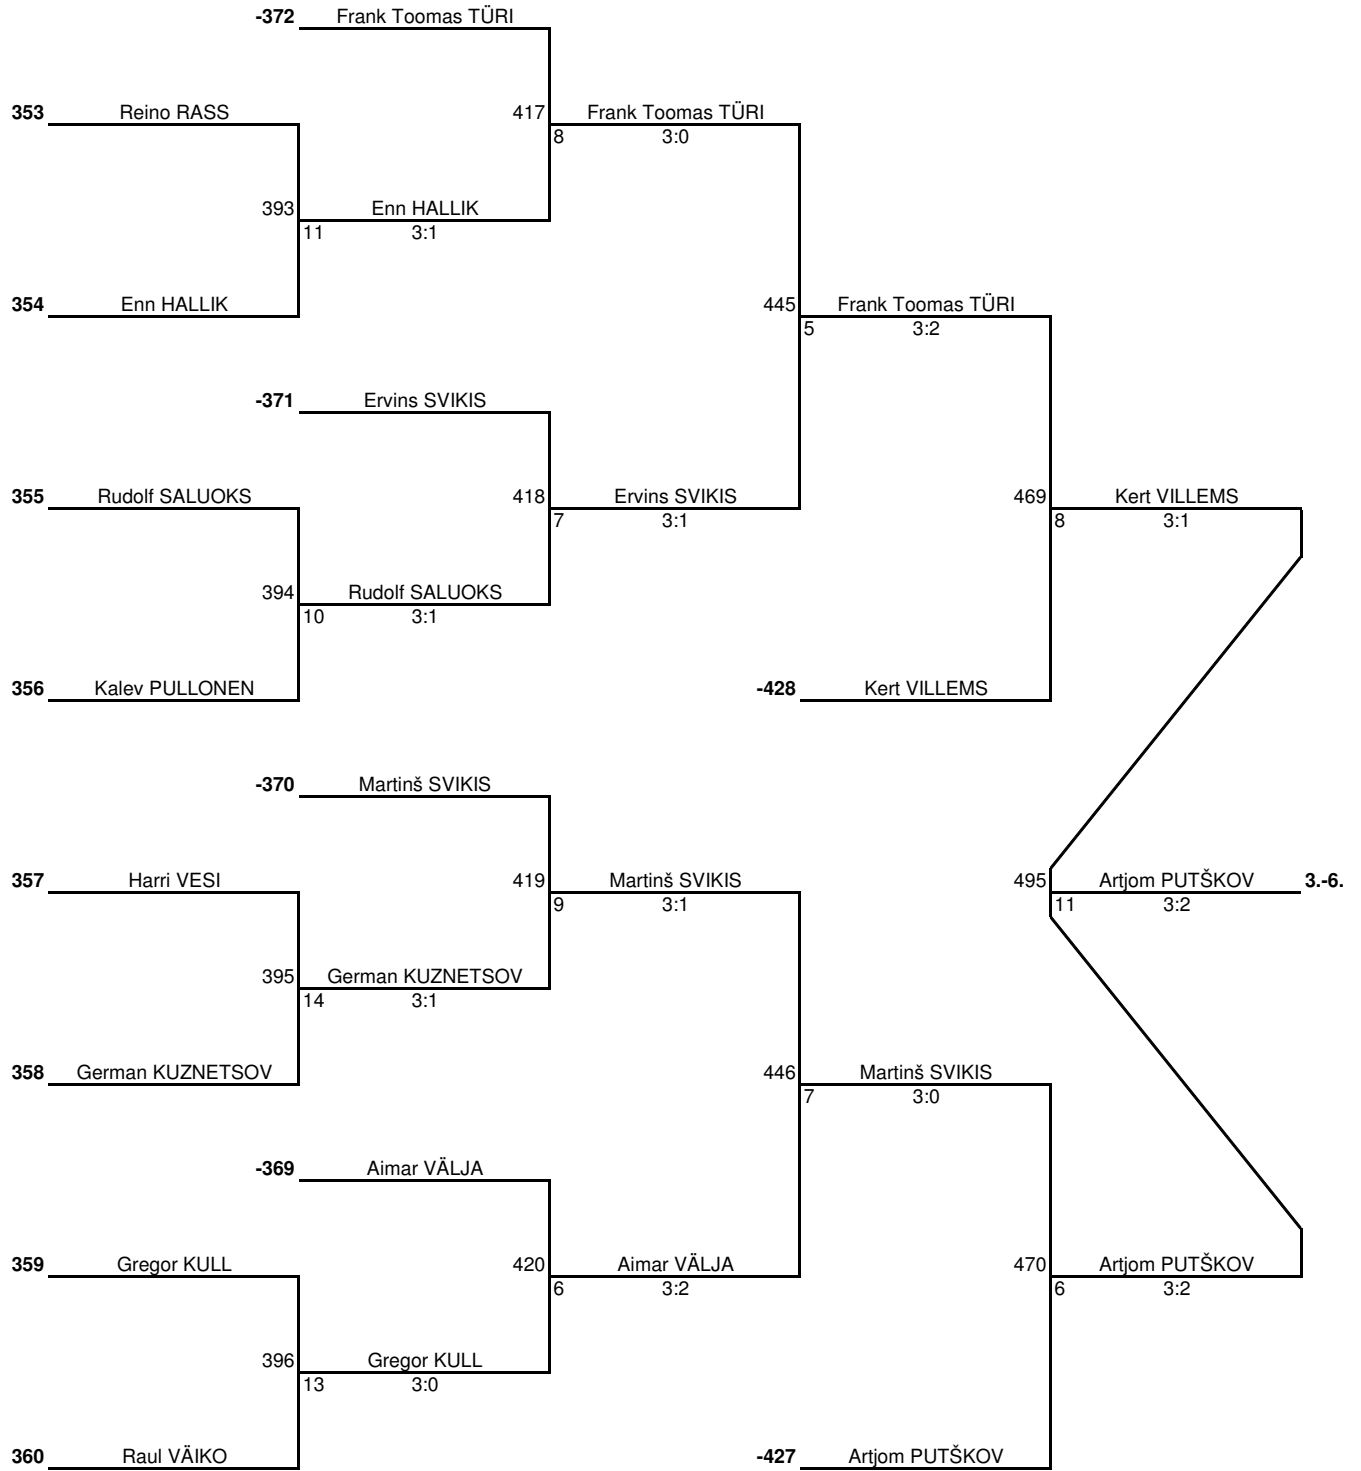 -372 Frank Toomas TÜRI
353 Reino RASS 417 Frank Toomas TÜRI
8 3:0
393 Enn HALLIK
11 3:1
354 Enn HALLIK 445 Frank Toomas TÜRI
5 3:2
-371 Ervins SVIKIS
355 Rudolf SALUOKS 418 Ervins SVIKIS 469 Kert VILLEMS
7 3:1 8 3:1
394 Rudolf SALUOKS
10 3:1
356 Kalev PULLONEN -428 Kert VILLEMS
-370 Martinš SVIKIS
357 Harri VESI 419 Martinš SVIKIS 495 Artjom PUTŠKOV 3.-6.
9 3:1 11 3:2
395 German KUZNETSOV
14 3:1
358 German KUZNETSOV 446 Martinš SVIKIS
7 3:0
-369 Aimar VÄLJA
359 Gregor KULL 420 Aimar VÄLJA 470 Artjom PUTŠKOV
6 3:2 6 3:2
396 Gregor KULL
13 3:0
360 Raul VÄIKO -427 Artjom PUTŠKOV